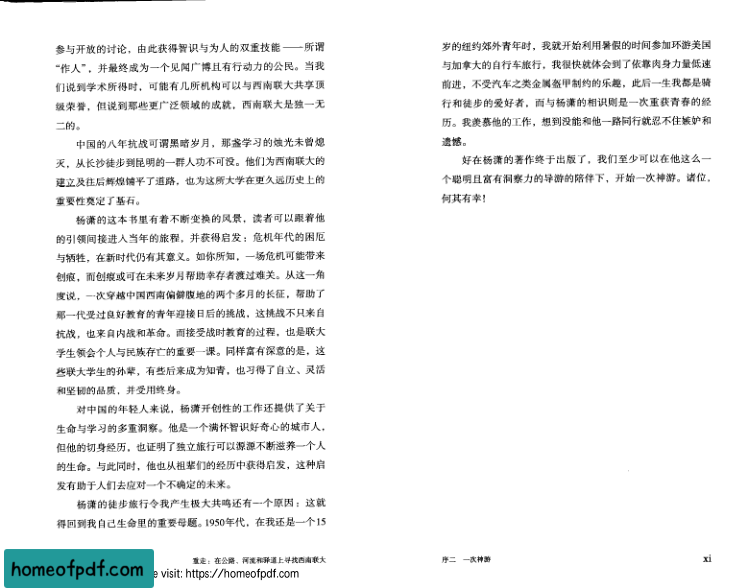 参与开放的讨论，由此获得智识与为人的双重技能——所谓
“作人”，并最终成为一个见闻广博且有行动力的公民。当我
们说到学术所得时，可能有几所机构可以与西南联大共享顶
级荣誉，但说到那些更广泛领域的成就，西南联大是独一无
二的。
中国的八年抗战可谓黑暗岁月，那盏学习的烛光未曾熄
灭，从长沙徒步到昆明的一群人功不可没。他们为西南联大的
建立及往后辉煌铺平了道路，也为这所大学在更久远历史上的
重要性奠定了基石。
杨潇的这本书里有着不断变换的风景，读者可以跟着他
的引领间接进入当年的旅程，并获得启发：危机年代的困厄
与牺牲，在新时代仍有其意义。如你所知，一场危机可能带来
创痕，而创痕或可在未来岁月帮助幸存者渡过难关。从这一角
度说，一次穿越中国西南偏僻腹地的两个多月的长征，帮助了
那一代受过良好教育的青年迎接日后的挑战，这挑战不只来自
抗战，也来自内战和革命。而接受战时教育的过程，也是联大
学生领会个人与民族存亡的重要一课。同样富有深意的是，这
些联大学生的孙辈，有些后来成为知青，也习得了自立、灵活
和坚韧的品质，并受用终身。
对中国的年轻人来说，杨潇开创性的工作还提供了关于
生命与学习的多重洞察。他是一个满怀智识好奇心的城市人，
但他的切身经历，也证明了独立旅行可以源源不断滋养一个人
的生命。与此同时，他也从祖辈们的经历中获得启发，这种启
发有助于人们去应对一个不确定的未来。
杨潇的徒步旅行令我产生极大共鸣还有一个原因：这就
得回到我自己生命里的重要母题。1950年代，在我还是一个15
重走：在公路、河流和驿道上寻找西南联大
岁的纽约郊外青年时，我就开始利用暑假的时间参加环游美国
与加拿大的自行车旅行，我很快就体会到了依靠肉身力量低速
前进，不受汽车之类金属盔甲制约的乐趣，此后一生我都是骑
行和徒步的爱好者，而与杨潇的相识则是一次重获青春的经
历。我羡慕他的工作，想到没能和他一路同行就忍不住嫉妒和
遗憾。
好在杨潇的著作终于出版了，我们至少可以在他这么一
个聪明且富有洞察力的导游的陪伴下，开始一次神游。诸位，
何其有幸！
序二 一次神游
xi
homeofpdf.com
e visit: https://homeofpdf.com